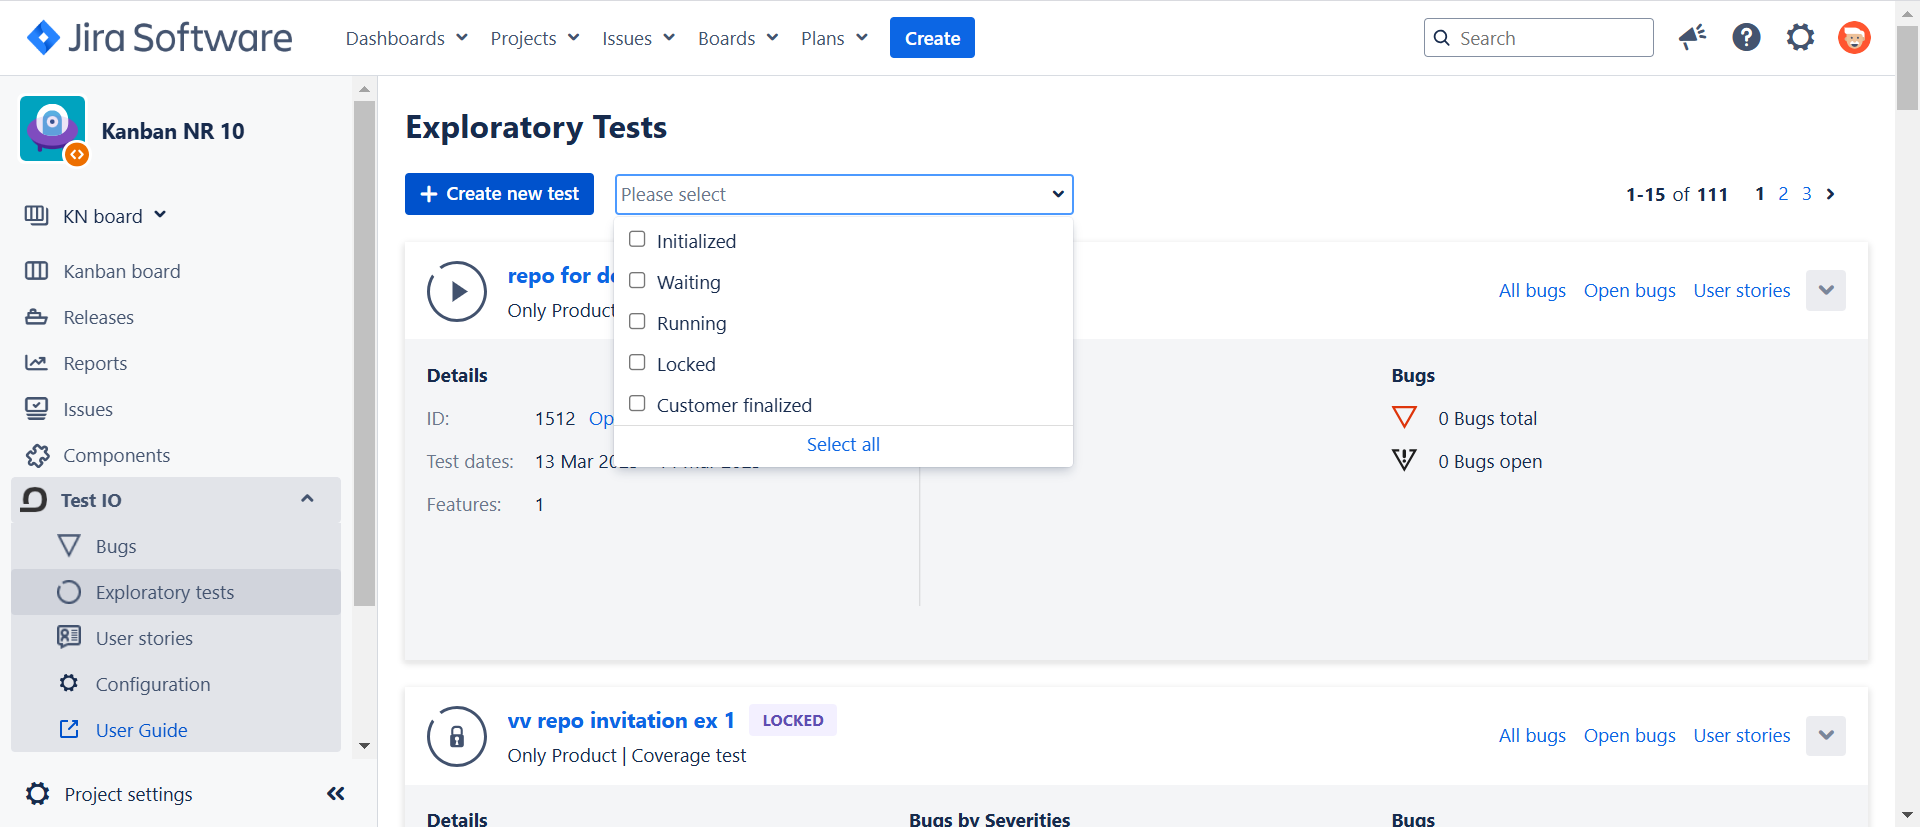 Jira Software
Dashboards Projects Issues Boards Plans Create Search
Kanban NR 10
KN board
Kanban board
Releases
Reports
Issues
Components
Test IO
Bugs
Exploratory tests
User stories
Configuration
User Guide
Project settings
Exploratory Tests
Create new test
Please select
1-15 of 111 1 2 3
Initialized
Waiting
Running
Locked
Customer finalized
Select all
repo for
Only Product
All bugs Open bugs User stories
Details
ID: 1512
Test dates: 13 Mar
Features: 1
Bugs
0 Bugs total
0 Bugs open
vv repo invitation ex 1 LOCKED
Only Product | Coverage test
All bugs Open bugs User stories
Details
Bugs by Severities
Bugs